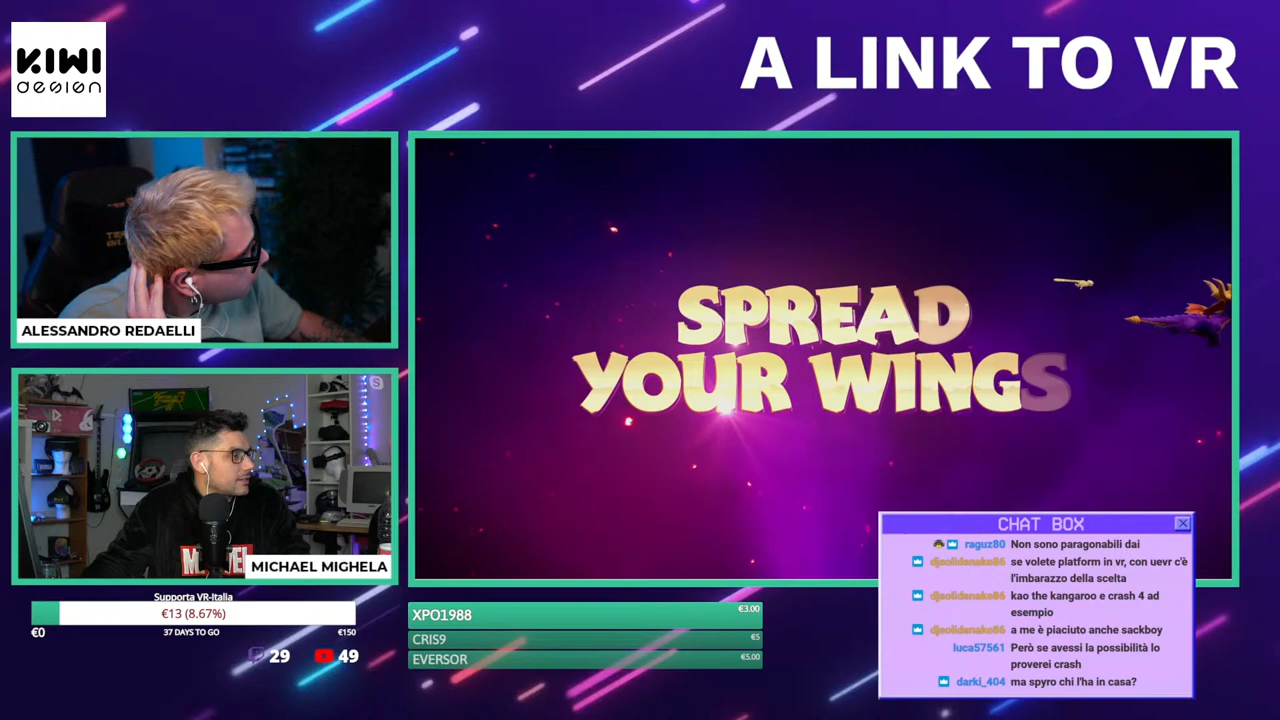 KIWI
design
A LINK TO VR
ALESSANDRO REDAELLI
SPREAD
YOUR WINGS
MICHAEL MIGHELA
Supporta VR-Italia
€13 (8.67%)
€0
37 DAYS TO GO
€150
29
49
XPO1988
€3.00
CRIS9
€5
EVERSOR
€5.00
CHAT BOX
raguz80 Non sono paragonabili dai
djsolidsnake86 se volete platform in vr, con uevr c'è
l'imbarazzo della scelta
djsolidsnake86 kao the kangaroo e crash 4 ad
esempio
djsolidsnake86 a me è piaciuto anche sackboy
luca57561 Però se avessi la possibilità lo
proverei crash
darki_404 ma spyro chi l'ha in casa?